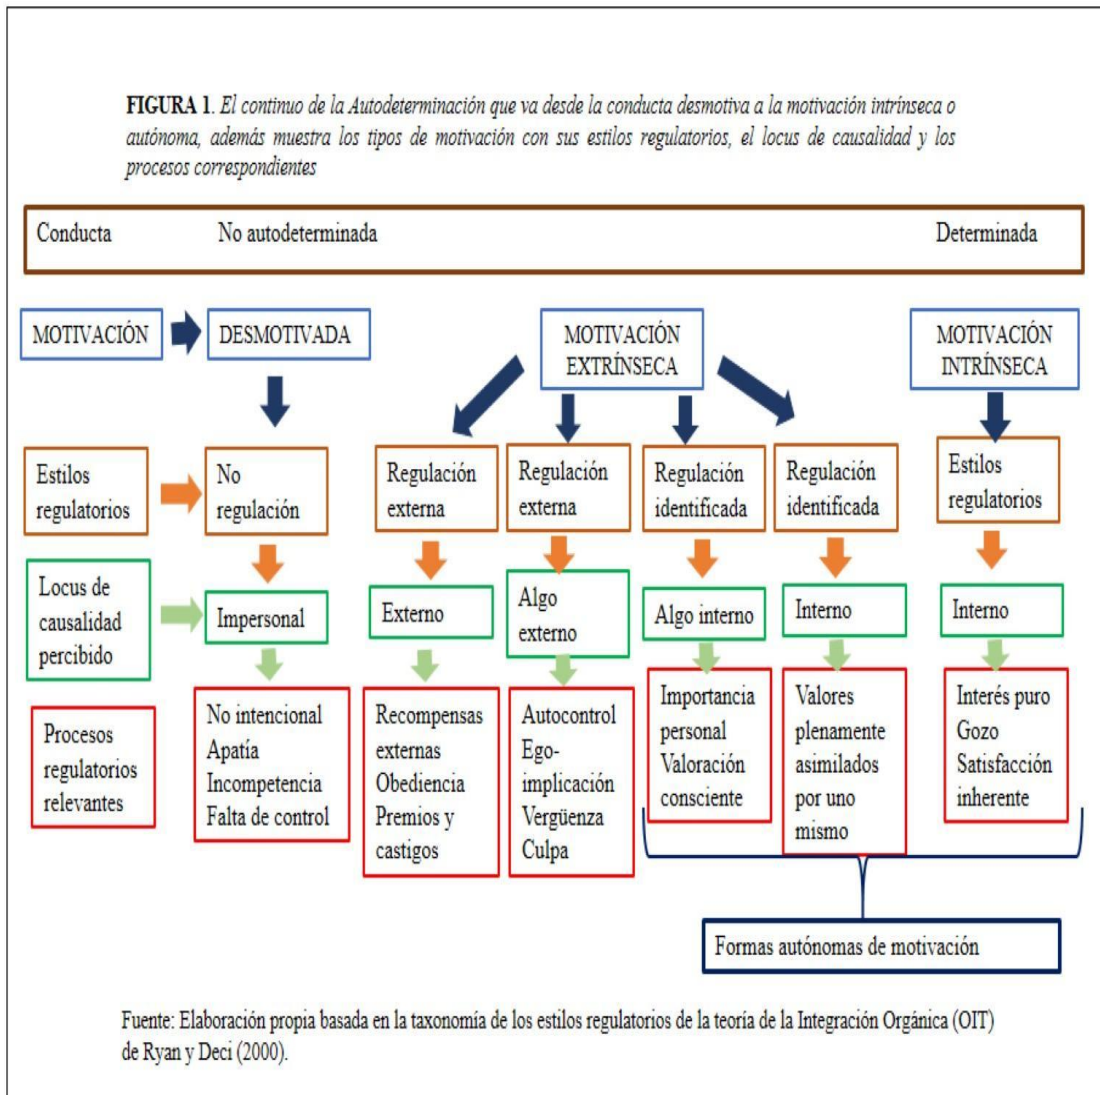 FIGURA 1. El continuo de la Autodeterminación que va desde la conducta desmotiva a la motivación intrínseca o
autónoma, además muestra los tipos de motivación con sus estilos regulatorios, el locus de causalidad y los
procesos correspondientes
Conducta
No autodeterminada
Determinada
MOTIVACIÓN
DESMOTIVADA
MOTIVACIÓN
EXTRÍNSECA
MOTIVACIÓN
INTRÍNSECA
Estilos
regulatorios
No
regulación
Regulación
externa
Regulación
externa
Regulación
identificada
Regulación
identificada
Estilos
regulatorios
Locus de
causalidad
percibido
Impersonal
Externo
Algo
externo
Algo interno
Interno
Interno
Procesos
regulatorios
relevantes
No intencional
Apatía
Incompetencia
Falta de control
Recompensas
externas
Obediencia
Premios y
castigos
Autocontrol
Ego-
implicación
Vergüenza
Culpa
Importancia
personal
Valoración
consciente
Valores
plenamente
asimilados
por uno
mismo
Interés puro
Gozo
Satisfacción
inherente
Formas autónomas de motivación
Fuente: Elaboración propia basada en la taxonomía de los estilos regulatorios de la teoría de la Integración Orgánica (OIT)
de Ryan y Deci (2000).